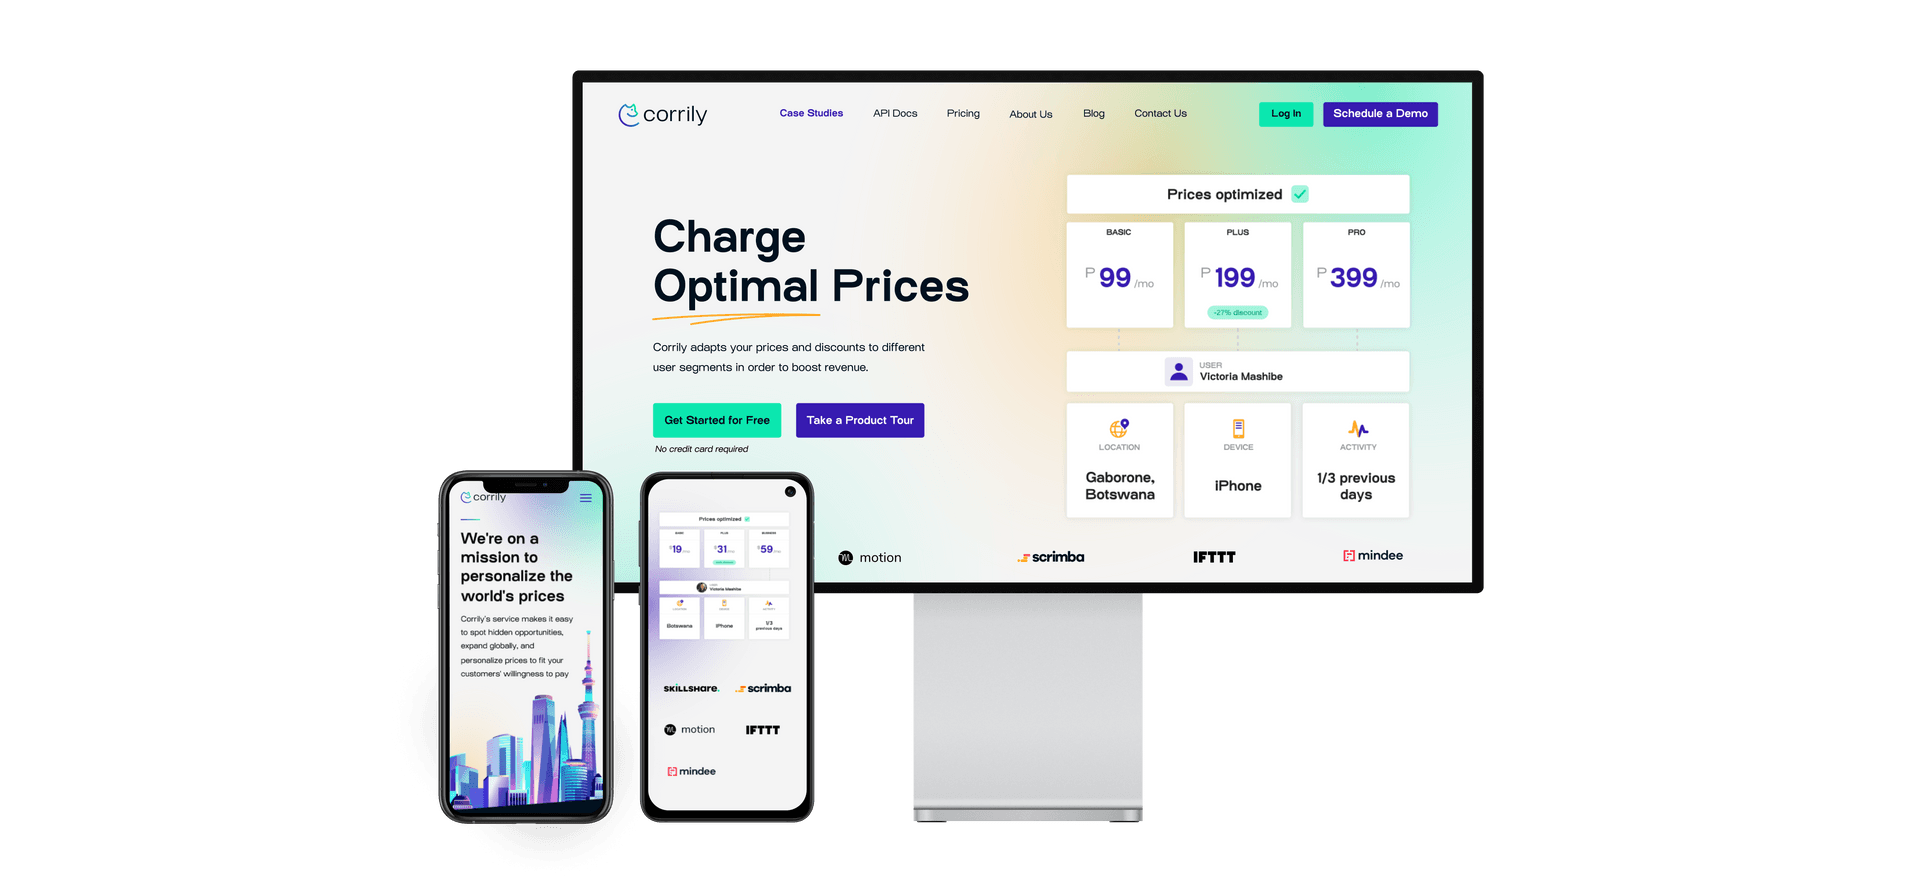 corrily
Case Studies
API Docs
Pricing
About Us
Blog
Contact Us
Log In
Schedule a Demo
Charge
Optimal Prices
Corrily adapts your prices and discounts to different
user segments in order to boost revenue.
Get Started for Free
Take a Product Tour
No credit card required
Prices optimized
BASIC
P 99 /mo
PLUS
P 199 /mo
-27% discount
PRO
P 399 /mo
USER
Victoria Mashibe
LOCATION
Gaborone,
Botswana
DEVICE
iPhone
ACTIVITY
1/3 previous
days
motion
scrimba
IFTTT
mindee
corrily
We're on a
mission to
personalize the
world's prices
Corrily's service makes it easy
to spot hidden opportunities,
expand globally, and
personalize prices to fit your
customers' willingness to pay
Prices optimized
BASIC
19
PLUS
31
59
Victoria Mashibe
LOCATION
Botswana
DEVICE
iPhone
ACTIVITY
1/3
previous days
SKILLSHARE.
scrimba
motion
IFTTT
mindee